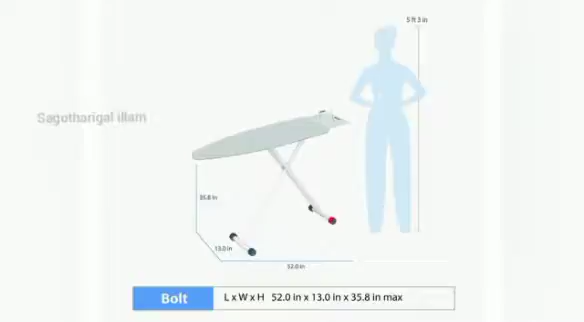 5 ft 3 in
Sagotharigal illam
35.8 in
13.0 in
52.0 in
Bolt L x W x H 52.0 in x 13.0 in x 35.8 in max